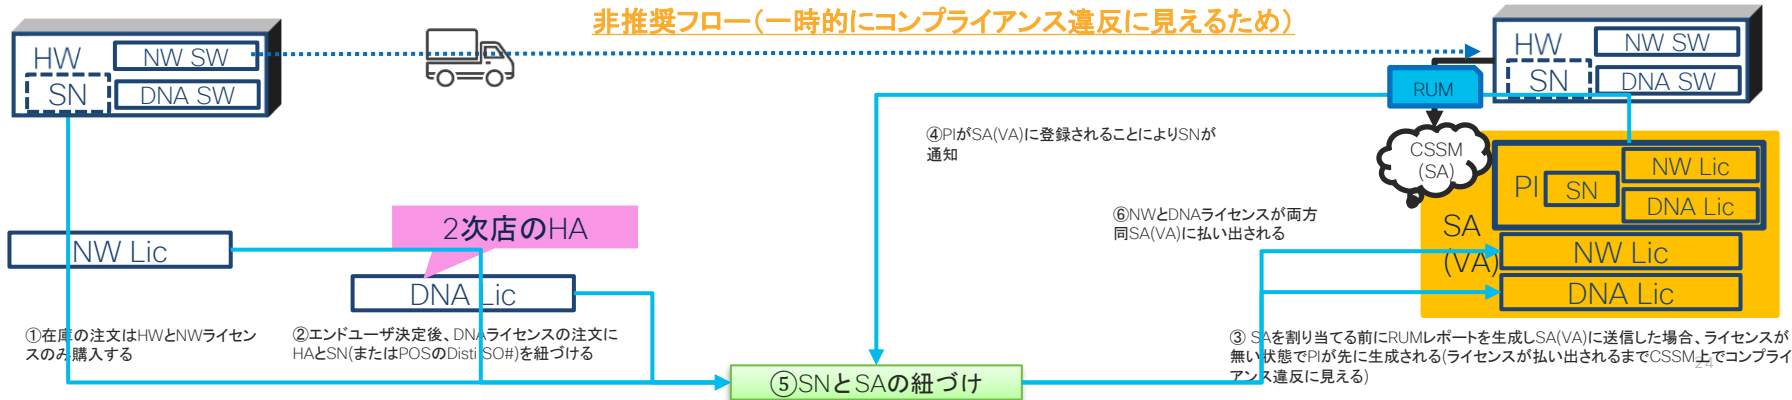 非推奨フロー(一時的にコンプライアンス違反に見えるため)
HW
NW SW
SN
DNA SW
HW
NW SW
SN
DNA SW
RUM
④PIがSA(VA)に登録されることによりSNが
通知
CSSM
(SA)
PI
SN
NW Lic
DNA Lic
SA
(VA)
NW Lic
DNA Lic
2次店のHA
NW Lic
DNA Lic
⑥NWとDNAライセンスが両方
同SA(VA)に払い出される
①在庫の注文はHWとNWライセン
スのみ購入する
②エンドユーザ決定後、DNAライセンスの注文に
HAとSN(またはPOSのDisti SO#)を紐づける
③ SAを割り当てる前にRUMレポートを生成しSA(VA)に送信した場合、ライセンスが
無い状態でPIが先に生成される(ライセンスが払い出されるまでCSSM上でコンプライ
アンス違反に見える)
24
⑤SNとSAの紐づけ